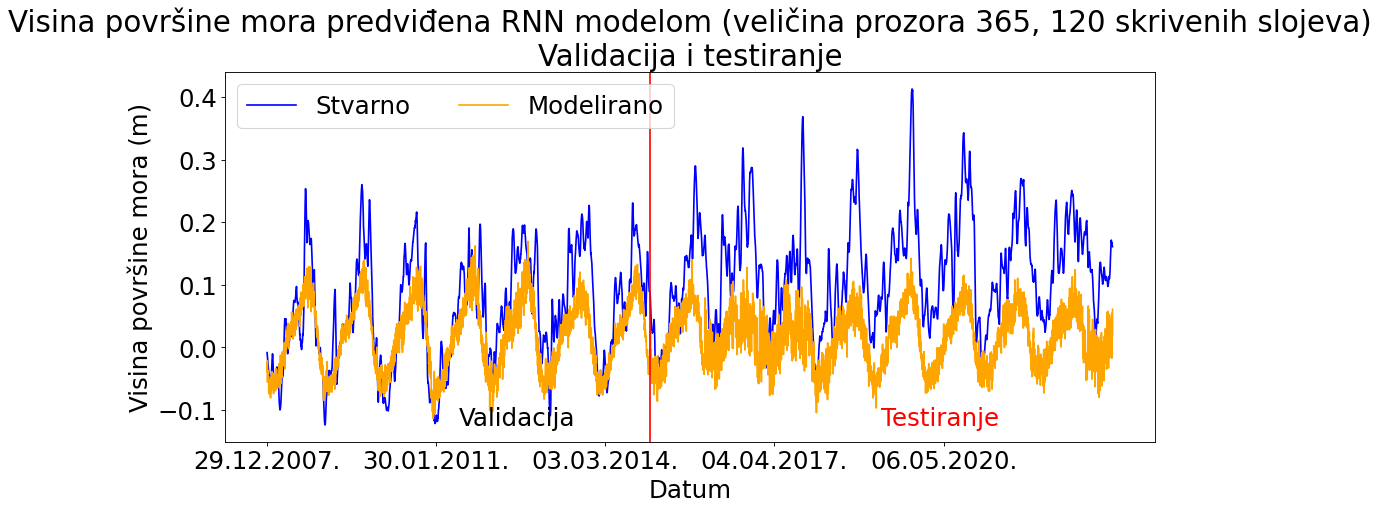 Visina površine mora predviđena RNN modelom (veličina prozora 365, 120 skrivenih slojeva)
Validacija i testiranje
Stvarno Modelirano
Visina površine mora (m)
0.4
0.3
0.2
0.1
0.0
−0.1
Validacija Testiranje
29.12.2007. 30.01.2011. 03.03.2014. 04.04.2017. 06.05.2020.
Datum